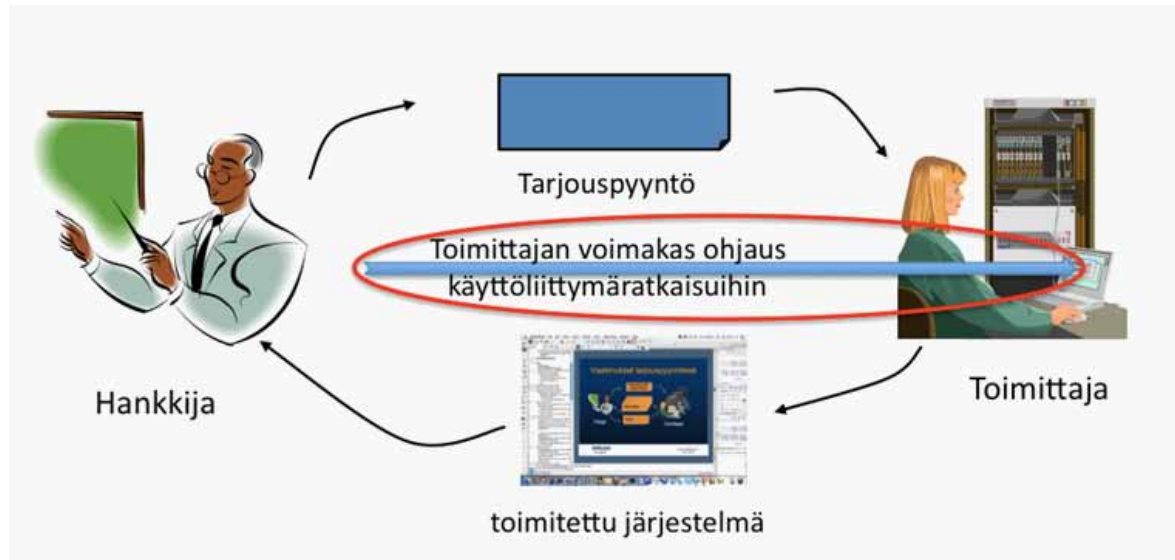 Tarjouspyyntö
Toimittajan voimakas ohjaus
käyttöliittymäratkaisuihin
Hankkija
Toimittaja
toimitettu järjestelmä